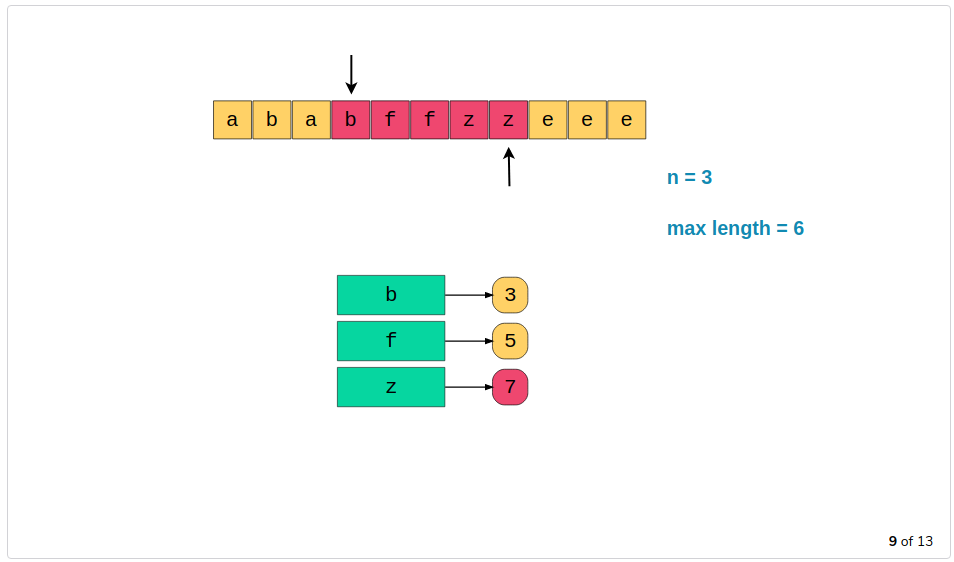 a b a b f f z z e e e
n = 3
max length = 6
b 3
f 5
z 7
9 of 13